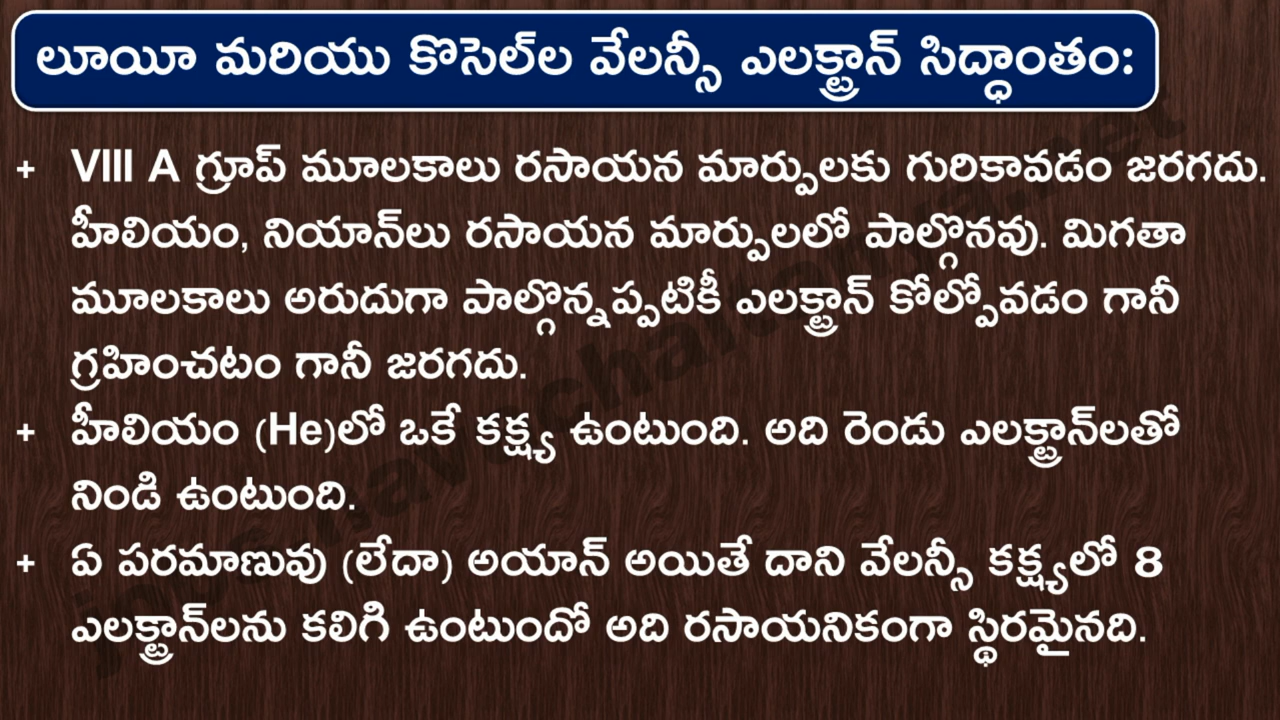 లూయీ మరియు కొసెల్‌ల వేలన్సీ ఎలక్ట్రాన్ సిద్ధాంతం:
+ VIII A గ్రూప్ మూలకాలు రసాయన మార్పులకు గురికావడం జరగదు.
హీలియం, నియాన్‌లు రసాయన మార్పులలో పాల్గొనవు. మిగతా
మూలకాలు అరుదుగా పాల్గొన్నప్పటికీ ఎలక్ట్రాన్ కోల్పోవడం గానీ
గ్రహించటం గానీ జరగదు.
+ హీలియం (He)లో ఒకే కక్ష్య ఉంటుంది. అది రెండు ఎలక్ట్రాన్‌లతో
నిండి ఉంటుంది.
+ ఏ పరమాణువు (లేదా) అయాన్ అయితే దాని వేలన్సీ కక్ష్యలో 8
ఎలక్ట్రాన్‌లను కలిగి ఉంటుందో అది రసాయనికంగా స్థిరమైనది.